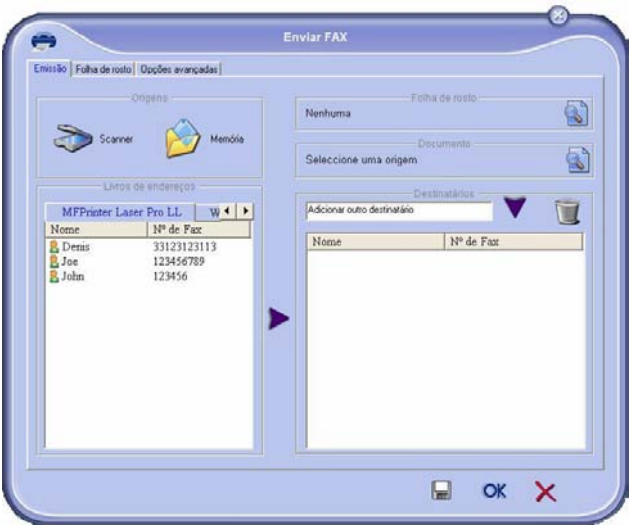 Enviar FAX
Emissão Folha de rosto Opções avançadas
Origens
Scanner Memória
Folha de rosto
Nenhuma
Documento
Seleccione uma origem
Livros de endereços
MFPrinter Laser Pro LL W
Nome Nº de Fax
Denis 33123123113
Joe 123456789
John 123456
Destinatários
Adicionar outro destinatário
Nome Nº de Fax
OK